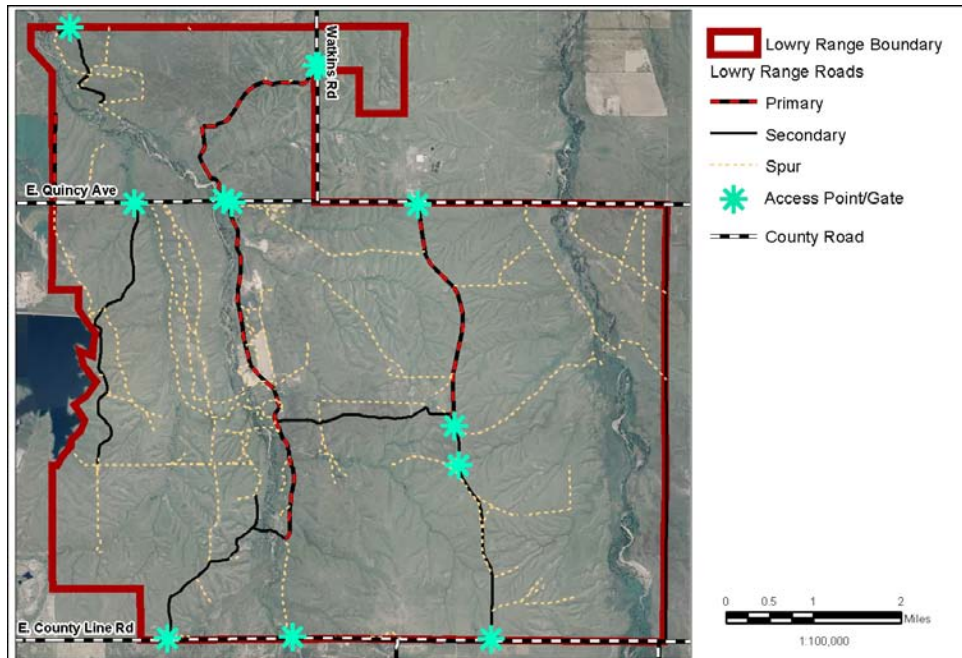 Watkins Rd
E. Quincy Ave
E. County Line Rd
Lowry Range Boundary
Lowry Range Roads
Primary
Secondary
Spur
Access Point/Gate
County Road
0 0.5 1 2
Miles
1:100,000